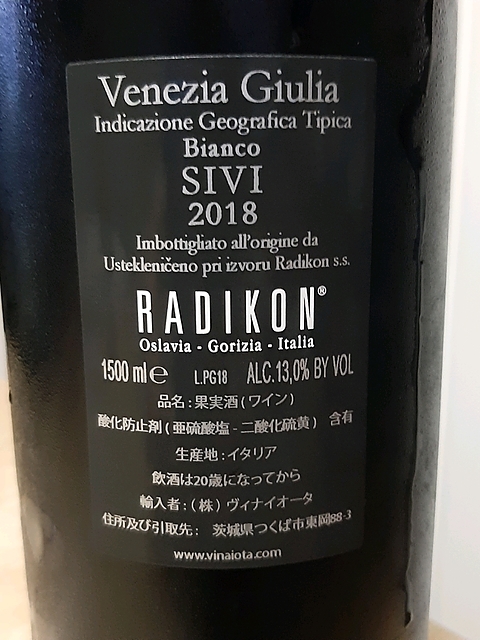 Venezia Giulia
Indicazione Geografica Tipica
Bianco
SIVI
2018
Imbottigliato all'origine da
Ustekleničeno pri izvoru Radikon s.s.
RADIKON®
Oslavia - Gorizia - Italia
1500 ml ℮ L.PG18 ALC.13,0% BY VOL
品名:果実酒(ワイン)
酸化防止剤(亜硫酸塩-二酸化硫黄) 含有
生産地:イタリア
飲酒は20歳になってから
輸入者:(株)ヴィナイオータ
住所及び引取先: 茨城県つくば市東岡88-3
www.vinaiota.com